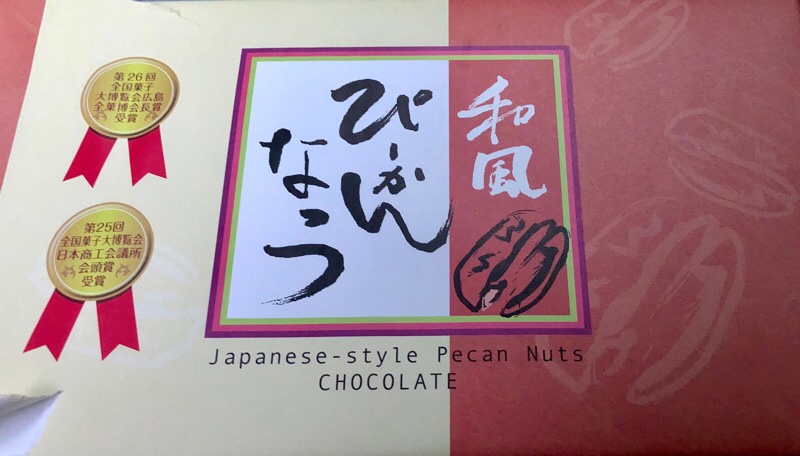 第26回
全国菓子
大博覧会広島
全菓博会長賞
受賞
第25回
全国菓子大博覧会
日本商工会議所
会頭賞
受賞
和風
ぴーかん
なっつ
Japanese-style Pecan Nuts
CHOCOLATE